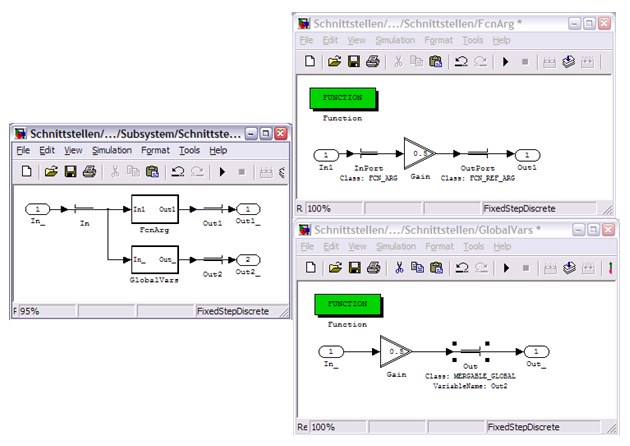 Schnittstellen/.../Schnittstellen/FcnArg *
File Edit View Simulation Format Tools Help
FUNCTION
Function
1
In1
InPort
Class: FCN_ARG
0.5
Gain
OutPort
Class: FCN_REF_ARG
1
Out1
R 100% FixedStepDiscrete
Schnittstellen/.../Subsystem/Schnittste...
File Edit View Simulation Format Tools Help
1
In_
In
In1 Out1
FcnArg
Out1
1
Out1_
In_ Out_
GlobalVars
Out2
2
Out2_
F 95% FixedStepDiscrete
Schnittstellen/.../Schnittstellen/GlobalVars *
File Edit View Simulation Format Tools Help
FUNCTION
Function
1
In_
0.5
Gain
Out
Class: MERGABLE_GLOBAL
VariableName: Out2
1
Out_
Re 100% FixedStepDiscrete